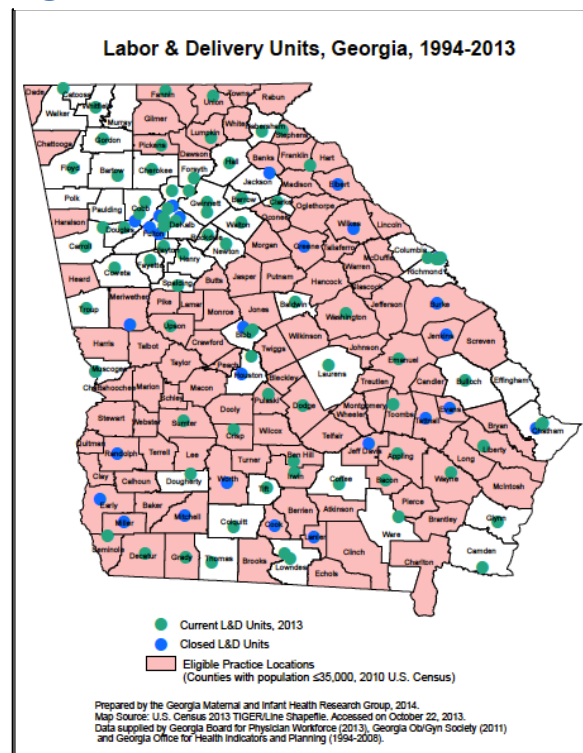 Labor & Delivery Units, Georgia, 1994-2013
Dade
Catoosa
Fannin
Towns
Rabun
Walker
Whitfield
Union
Murray
Gilmer
White
Habersham
Stephens
Chattooga
Gordon
Lumpkin
Pickens
Dawson
Banks
Franklin
Hart
Floyd
Bartow
Cherokee
Forsyth
Hall
Jackson
Madison
Elbert
Polk
Paulding
Cobb
Gwinnett
Barrow
Clarke
Oglethorpe
Haralson
Douglas
Fulton
DeKalb
Walton
Oconee
Wilkes
Lincoln
Carroll
Clayton
Rockdale
Newton
Morgan
Greene
Taliaferro
McDuffie
Columbia
Coweta
Fayette
Henry
Warren
Richmond
Heard
Spalding
Butts
Jasper
Putnam
Hancock
Glascock
Meriwether
Pike
Lamar
Monroe
Jones
Baldwin
Jefferson
Burke
Troup
Upson
Bibb
Washington
Harris
Talbot
Crawford
Twiggs
Wilkinson
Jenkins
Screven
Muscogee
Taylor
Peach
Houston
Johnson
Emanuel
Chattahoochee
Marion
Macon
Bleckley
Laurens
Treutlen
Candler
Bulloch
Effingham
Schley
Dooly
Pulaski
Dodge
Montgomery
Wheeler
Toombs
Evans
Stewart
Webster
Sumter
Crisp
Wilcox
Telfair
Tattnall
Bryan
Chatham
Quitman
Randolph
Terrell
Lee
Turner
Ben Hill
Jeff Davis
Appling
Long
Liberty
Clay
Calhoun
Dougherty
Worth
Irwin
Tift
Coffee
Bacon
Wayne
McIntosh
Early
Baker
Pierce
Miller
Mitchell
Colquitt
Cook
Berrien
Atkinson
Ware
Brantley
Glynn
Seminole
Decatur
Grady
Thomas
Brooks
Lanier
Clinch
Charlton
Camden
Lowndes
Echols
Current L&D Units, 2013
Closed L&D Units
Eligible Practice Locations
(Counties with population ≤35,000, 2010 U.S. Census)
Prepared by the Georgia Maternal and Infant Health Research Group, 2014.
Map Source: U.S. Census 2013 TIGER/Line Shapefile. Accessed on October 22, 2013.
Data supplied by Georgia Board for Physician Workforce (2013), Georgia Ob/Gyn Society (2011)
and Georgia Office for Health Indicators and Planning (1994-2008).